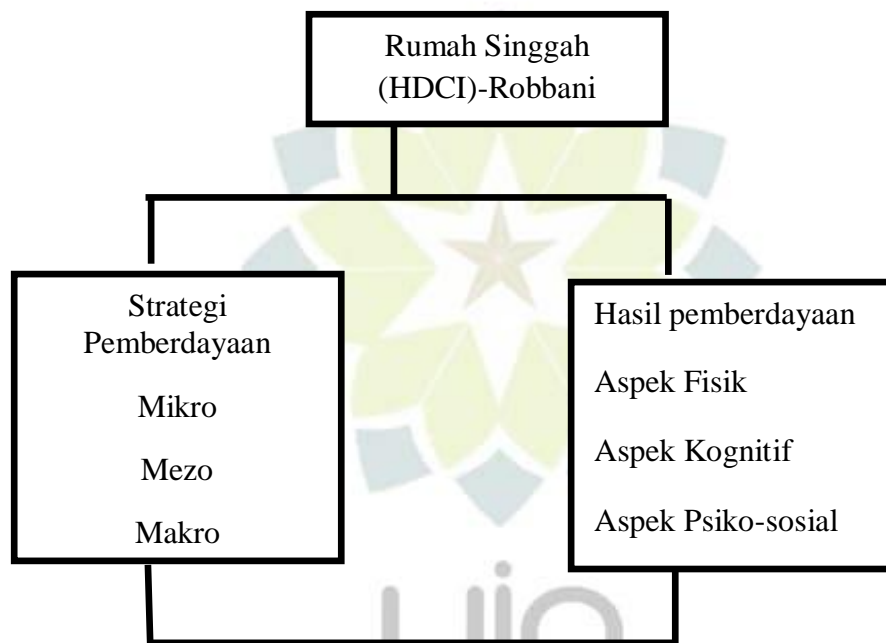 Rumah Singgah
(HDCI)-Robbani
Strategi
Pemberdayaan
Mikro
Mezo
Makro
Hasil pemberdayaan
Aspek Fisik
Aspek Kognitif
Aspek Psiko-sosial